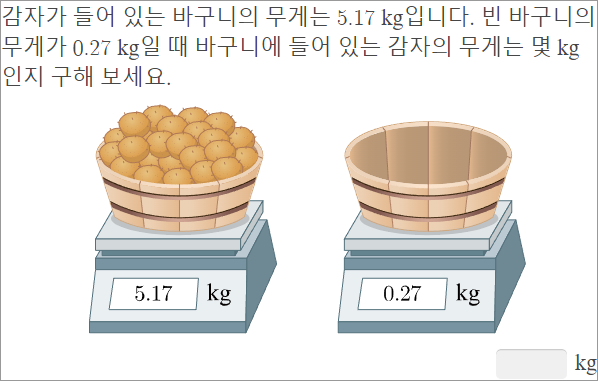 감자가 들어 있는 바구니의 무게는 5.17 kg입니다. 빈 바구니의
무게가 0.27 kg일 때 바구니에 들어 있는 감자의 무게는 몇 kg
인지 구해 보세요.
5.17 kg
0.27 kg
kg